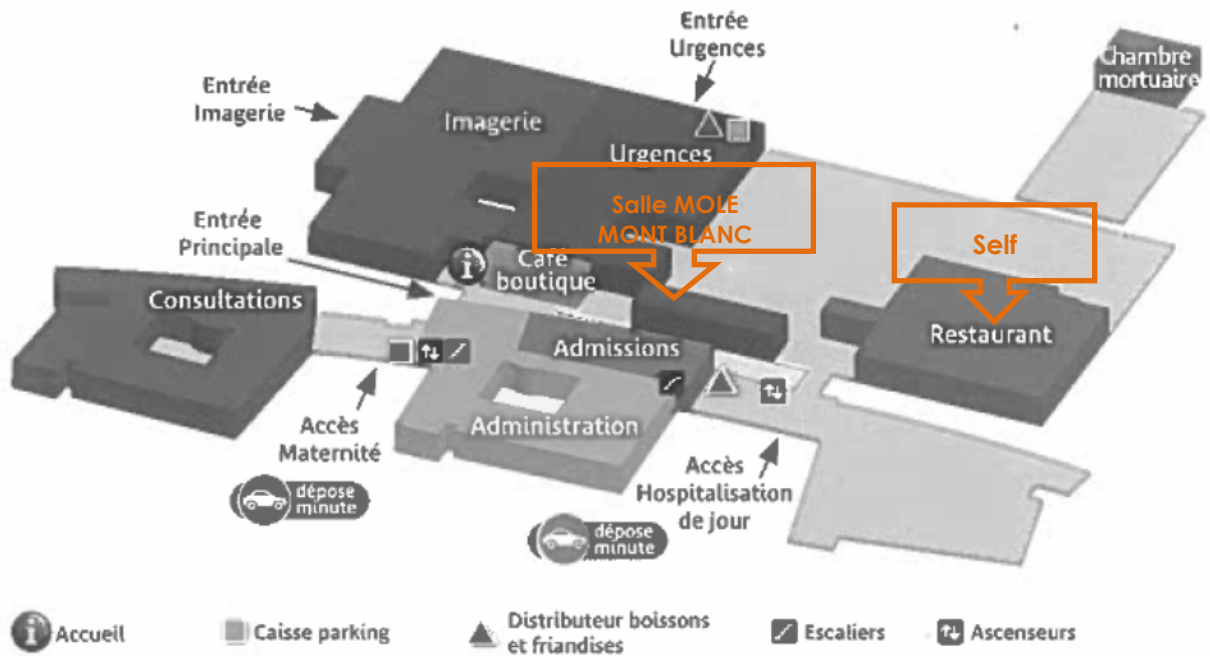 Entrée
Urgences
Chambre
mortuaire
Entrée
Imagerie
Imagerie
Urgences
Salle MOLE
MONT BLANC
Self
Entrée
Principale
Café
boutique
Consultations
Restaurant
Admissions
Accès
Maternité
Administration
Accès
Hospitalisation
de jour
dépose
minute
dépose
minute
Accueil
Caisse parking
Distributeur boissons
et friandises
Escaliers
Ascenseurs